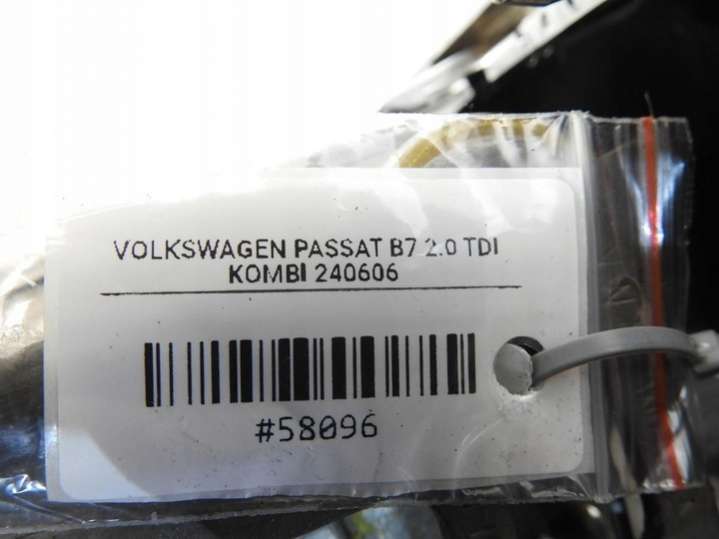 VOLKSWAGEN PASSAT B7 2.0 TDI
KOMBI 240606
#58096